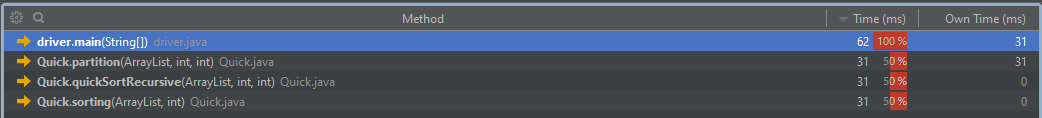 Method Time (ms) Own Time (ms)
driver.main(String[]) driver.java 62 100 % 31
Quick.partition(ArrayList, int, int) Quick.java 31 50 % 31
Quick.quickSortRecursive(ArrayList, int, int) Quick.java 31 50 % 0
Quick.sorting(ArrayList, int) Quick.java 31 50 % 0